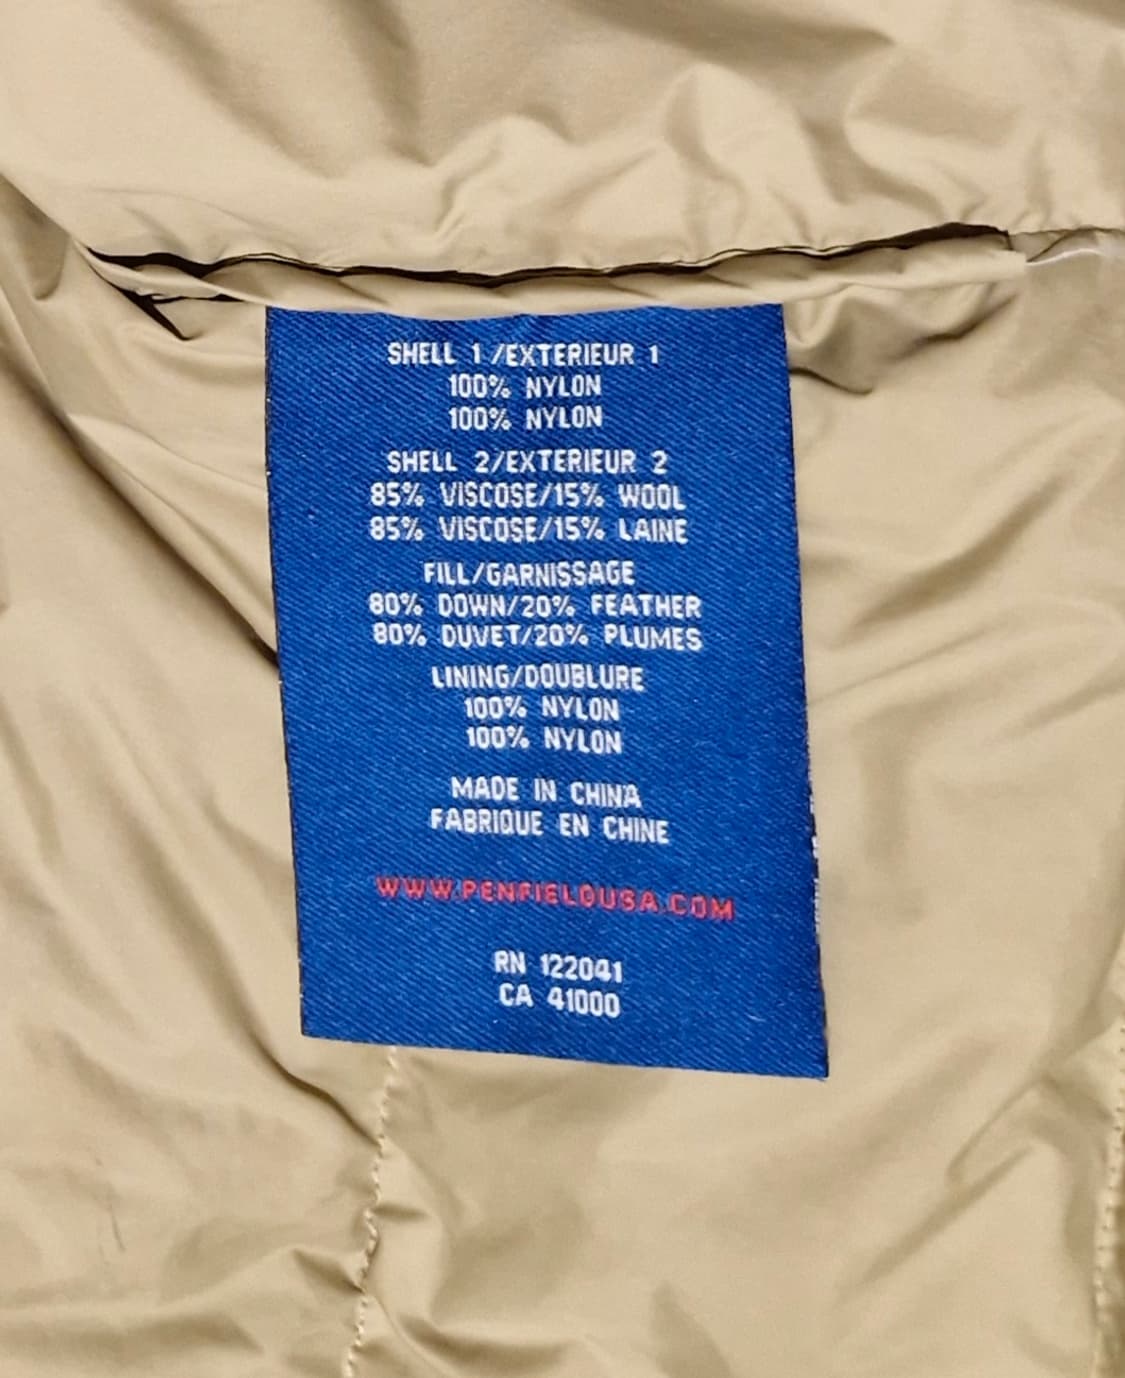 SHELL 1/EXTERIEUR 1
100% NYLON
100% NYLON
SHELL 2/EXTERIEUR 2
85% VISCOSE/15% WOOL
85% VISCOSE/15% LAINE
FILL/GARNISSAGE
80% DOWN/20% FEATHER
80% DUVET/20% PLUMES
LINING/DOUBLURE
100% NYLON
100% NYLON
MADE IN CHINA
FABRIQUE EN CHINE
WWW.PENFIELDUSA.COM
RN 122041
CA 41000